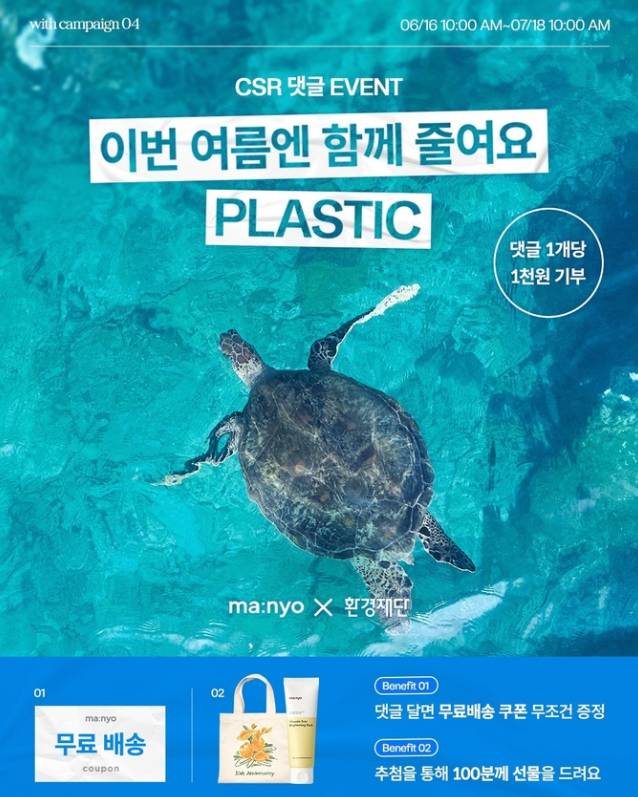 with campaign 04
06/16 10:00 AM~07/18 10:00 AM
CSR 댓글 EVENT
이번 여름엔 함께 줄여요
PLASTIC
댓글 1개당
1천원 기부
ma:nyo X 환경재단
01
ma:nyo
무료 배송
coupon
02
ma:nyo
Anniversary
Benefit 01
댓글 달면 무료배송 쿠폰 무조건 증정
Benefit 02
추첨을 통해 100분께 선물을 드려요